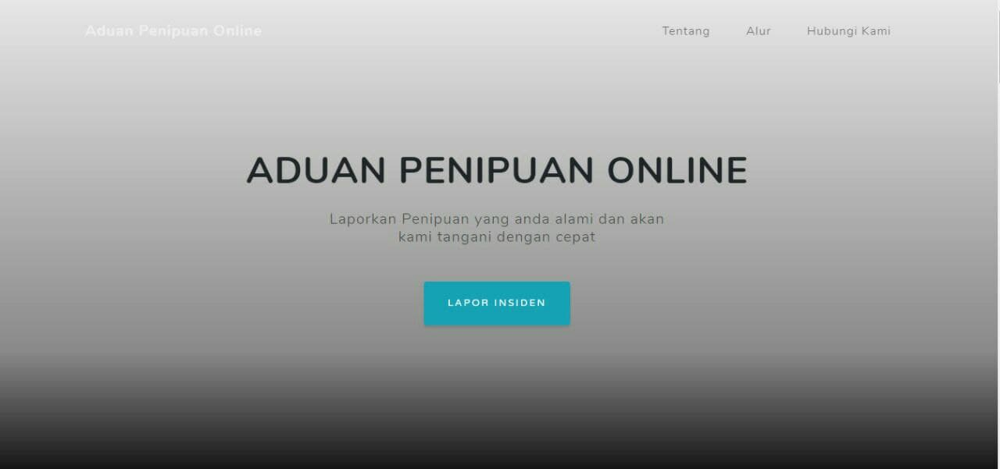 Aduan Penipuan Online
Tentang
Alur
Hubungi Kami
ADUAN PENIPUAN ONLINE
Laporkan Penipuan yang anda alami dan akan
kami tangani dengan cepat
LAPOR INSIDEN